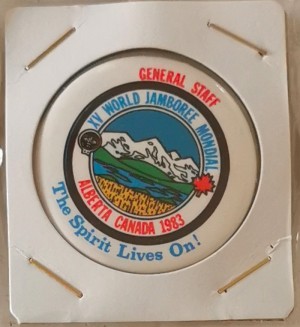 GENERAL STAFF
XV WORLD JAMBOREE MONDIAL
ALBERTA CANADA 1983
The Spirit Lives On!